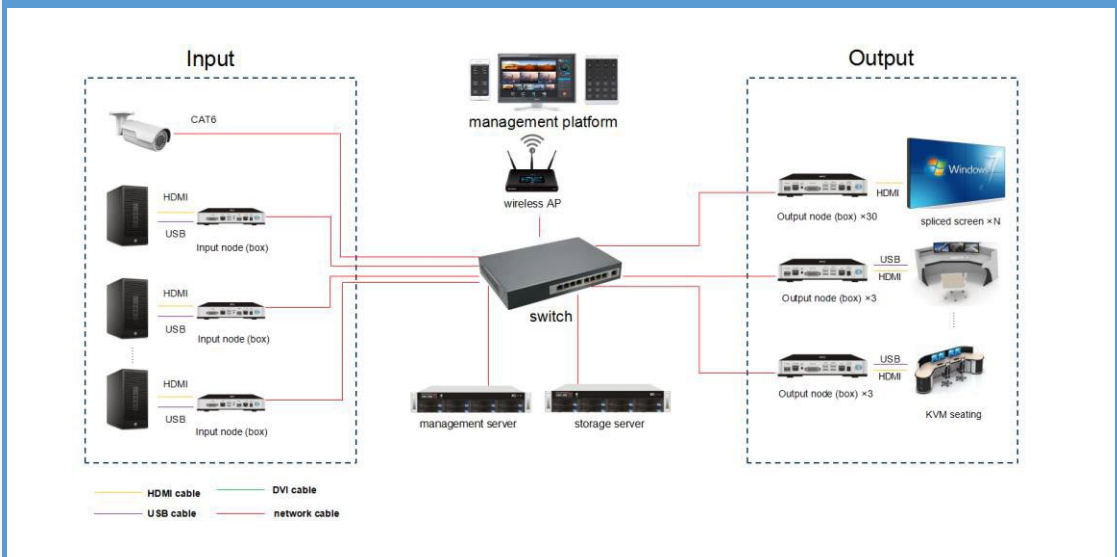 Input
Output
CAT6
HDMI
USB
Input node (box)
HDMI
USB
Input node (box)
HDMI
USB
Input node (box)
management platform
wireless AP
switch
management server
storage server
Output node (box) ×30
HDMI
Windows 7
spliced screen ×N
Output node (box) ×3
USB
HDMI
Output node (box) ×3
USB
HDMI
KVM seating
HDMI cable
DVI cable
USB cable
network cable